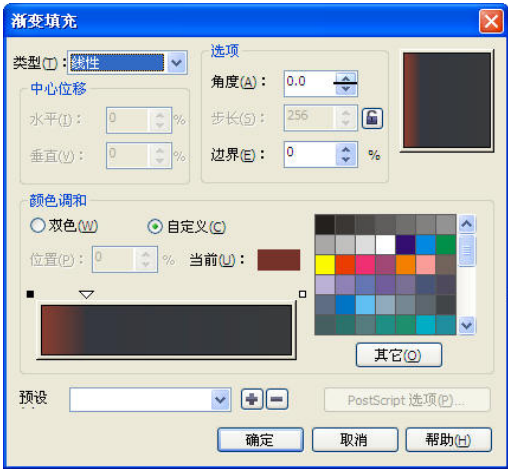 渐变填充
类型(T)：线性
选项
角度(A)： 0.0
中心位移
水平(I)： 0 %
步长(S)： 256
垂直(V)： 0 %
边界(E)： 0 %
颜色调和
双色(W) 自定义(C)
位置(P)： 0 % 当前(U)：
其它(O)
预设
PostScript 选项(P)...
确定 取消 帮助(H)